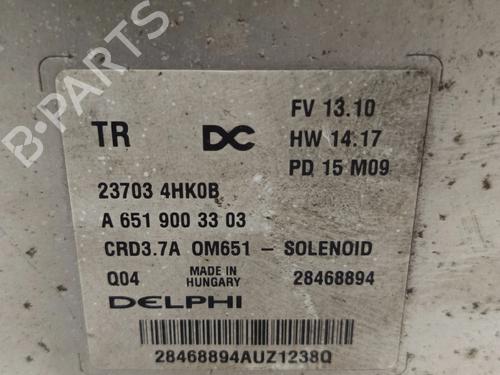 B-PARTS
TR DC FV 13.10
HW 14.17
PD 15 M09
23703 4HK0B
A 651 900 33 03
CRD3.7A OM651 - SOLENOID
Q04 MADE IN HUNGARY 28468894
DELPHI
28468894AUZ1238Q